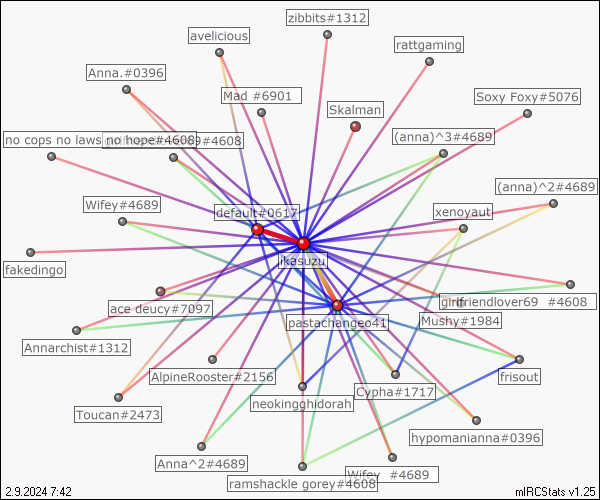 zibbits#1312
avelicious
rattgaming
Anna.#0396
Mad #6901
Soxy Foxy#5076
Skalman
no cops no laws no hope#4608
#4608
(anna)^3#4689
(anna)^2#4689
Wifey#4689
default#0617
xenoyaut
ikasuzu
fakedingo
ace deucy#7097
girlfriendlover69 #4608
pastachangeo41
Mushy#1984
Annarchist#1312
AlpineRooster#2156
frisout
Cypha#1717
neokingghidorah
Toucan#2473
hypomanianna#0396
Anna^2#4689
Wifey #4689
ramshackle gorey#4608
2.9.2024 7:42
mIRCStats v1.25